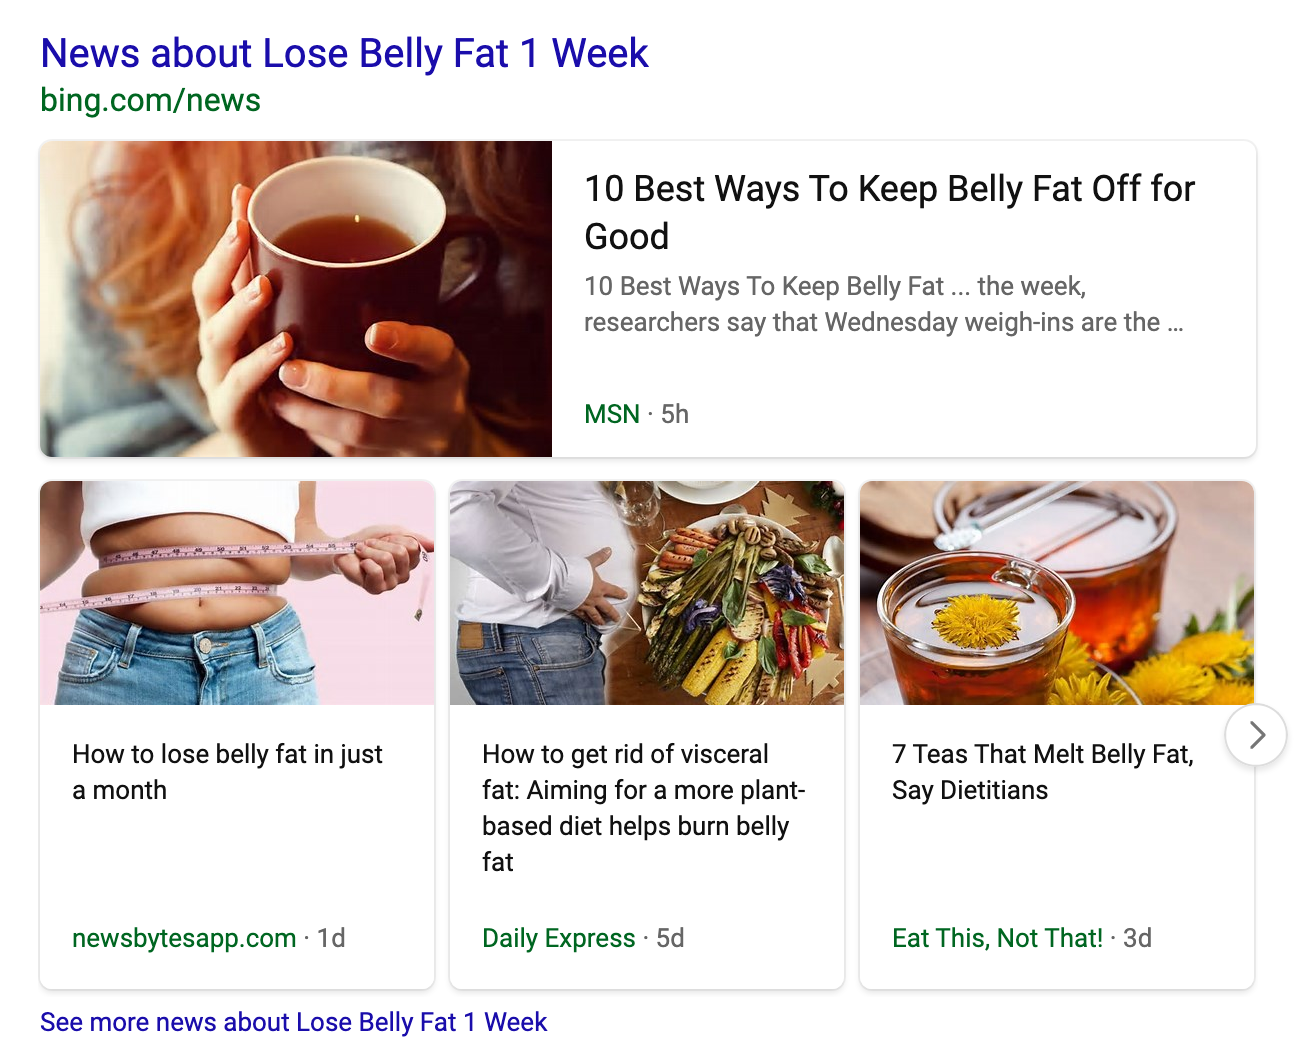 News about Lose Belly Fat 1 Week
bing.com/news
10 Best Ways To Keep Belly Fat Off for
Good
10 Best Ways To Keep Belly Fat ... the week,
researchers say that Wednesday weigh-ins are the ...
MSN · 5h
How to lose belly fat in just
a month
newsbytesapp.com · 1d
How to get rid of visceral
fat: Aiming for a more plant-
based diet helps burn belly
fat
Daily Express · 5d
7 Teas That Melt Belly Fat,
Say Dietitians
Eat This, Not That! · 3d
See more news about Lose Belly Fat 1 Week